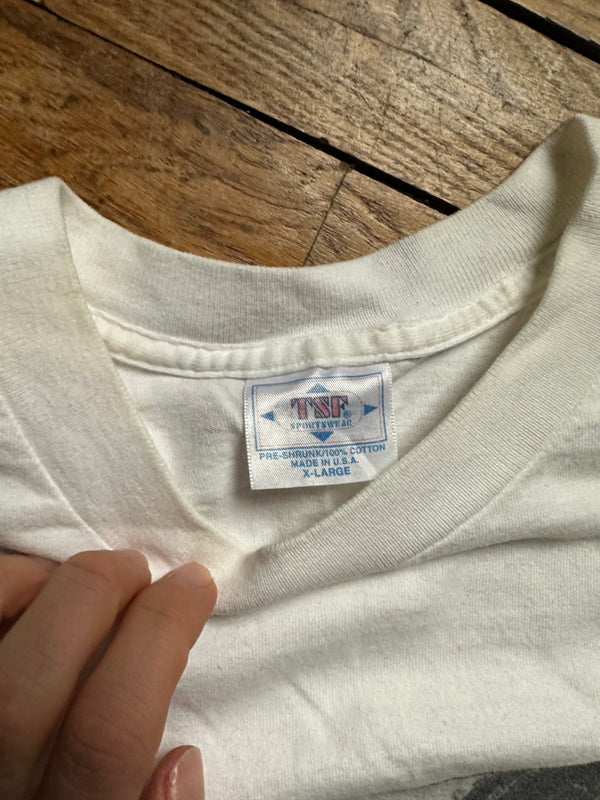 TSF®
SPORTSWEAR
PRE-SHRUNK/100% COTTON
MADE IN U.S.A.
X-LARGE